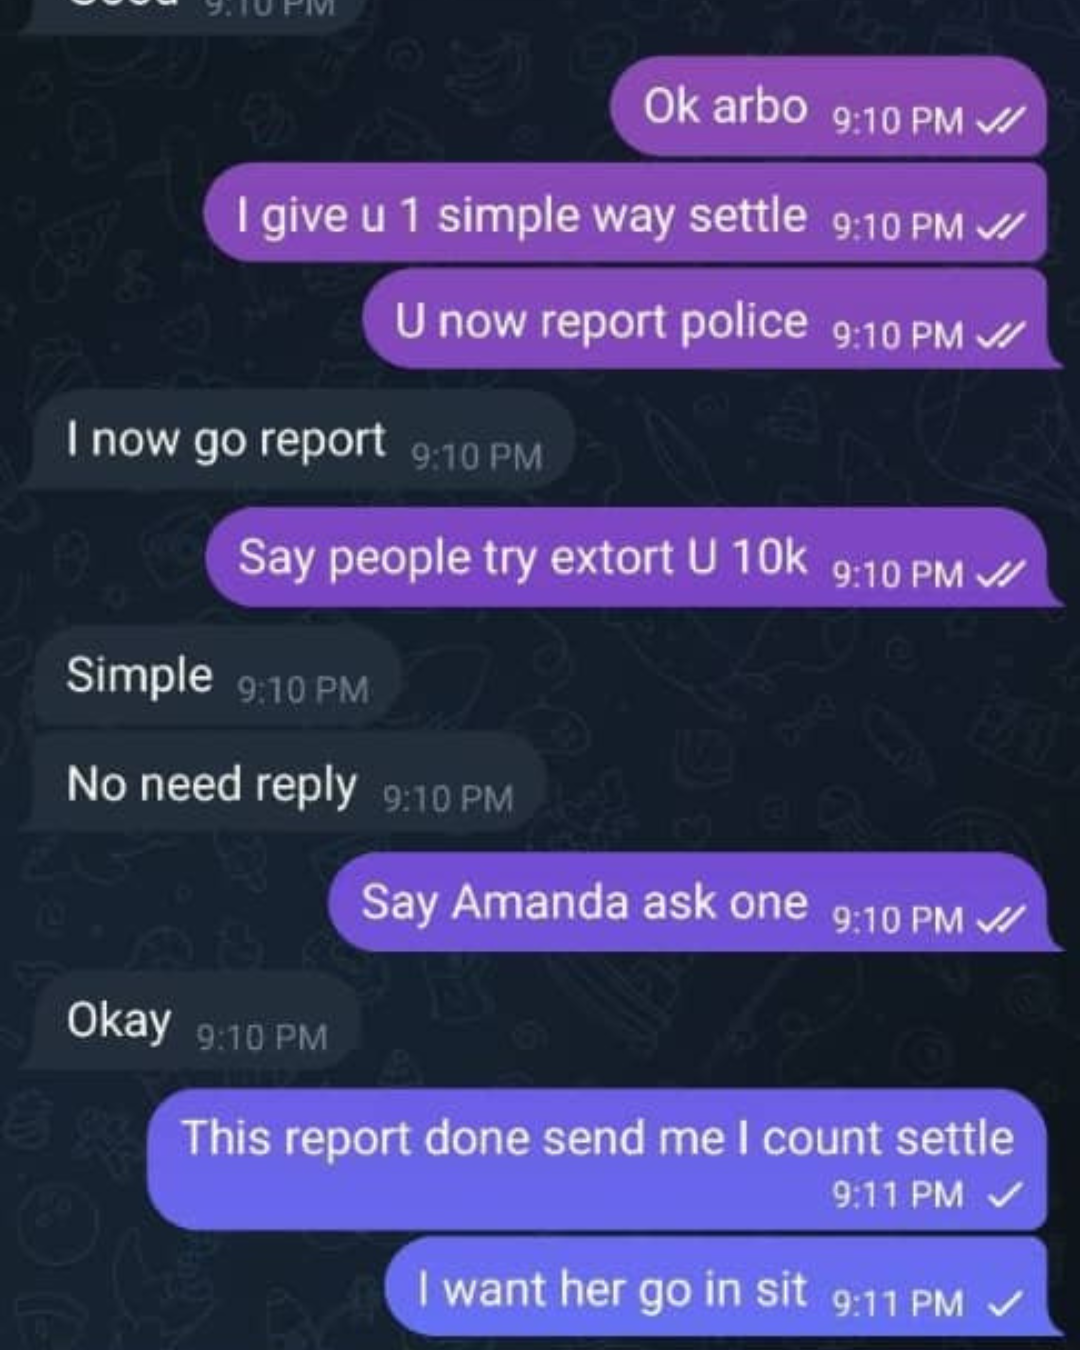 Good 9:10 PM
Ok arbo 9:10 PM
I give u 1 simple way settle 9:10 PM
U now report police 9:10 PM
I now go report 9:10 PM
Say people try extort U 10k 9:10 PM
Simple 9:10 PM
No need reply 9:10 PM
Say Amanda ask one 9:10 PM
Okay 9:10 PM
This report done send me I count settle
9:11 PM
I want her go in sit 9:11 PM